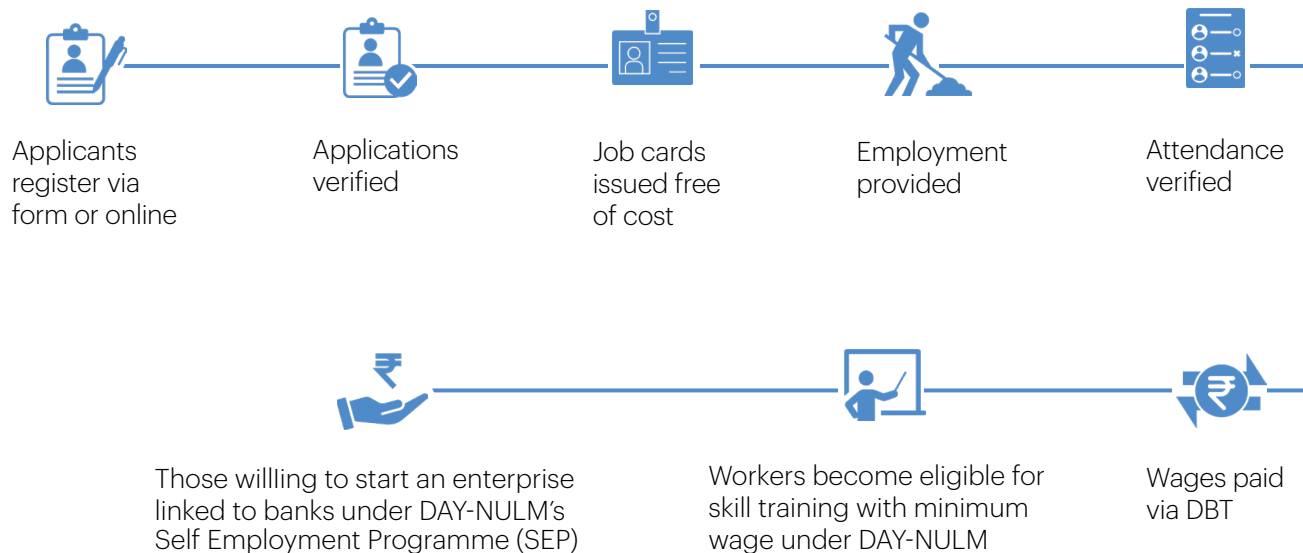 Applicants
register via
form or online
Applications
verified
Job cards
issued free
of cost
Employment
provided
Attendance
verified
₹
Those willling to start an enterprise
linked to banks under DAY-NULM's
Self Employment Programme (SEP)
Workers become eligible for
skill training with minimum
wage under DAY-NULM
₹
Wages paid
via DBT